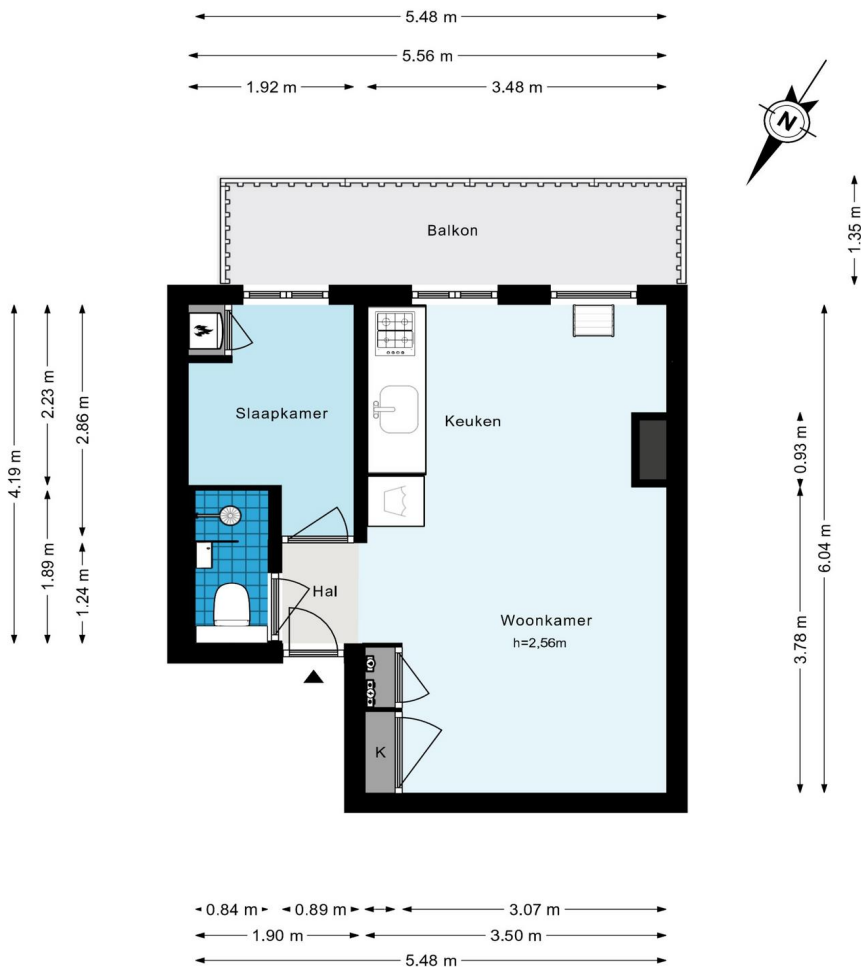 5.48 m
5.56 m
1.92 m
3.48 m
N
1.35 m
Balkon
4.19 m
2.23 m
2.86 m
Slaapkamer
Keuken
0.93 m
6.04 m
1.89 m
1.24 m
Hal
Woonkamer
h=2,56m
3.78 m
K
0.84 m
0.89 m
3.07 m
1.90 m
3.50 m
5.48 m